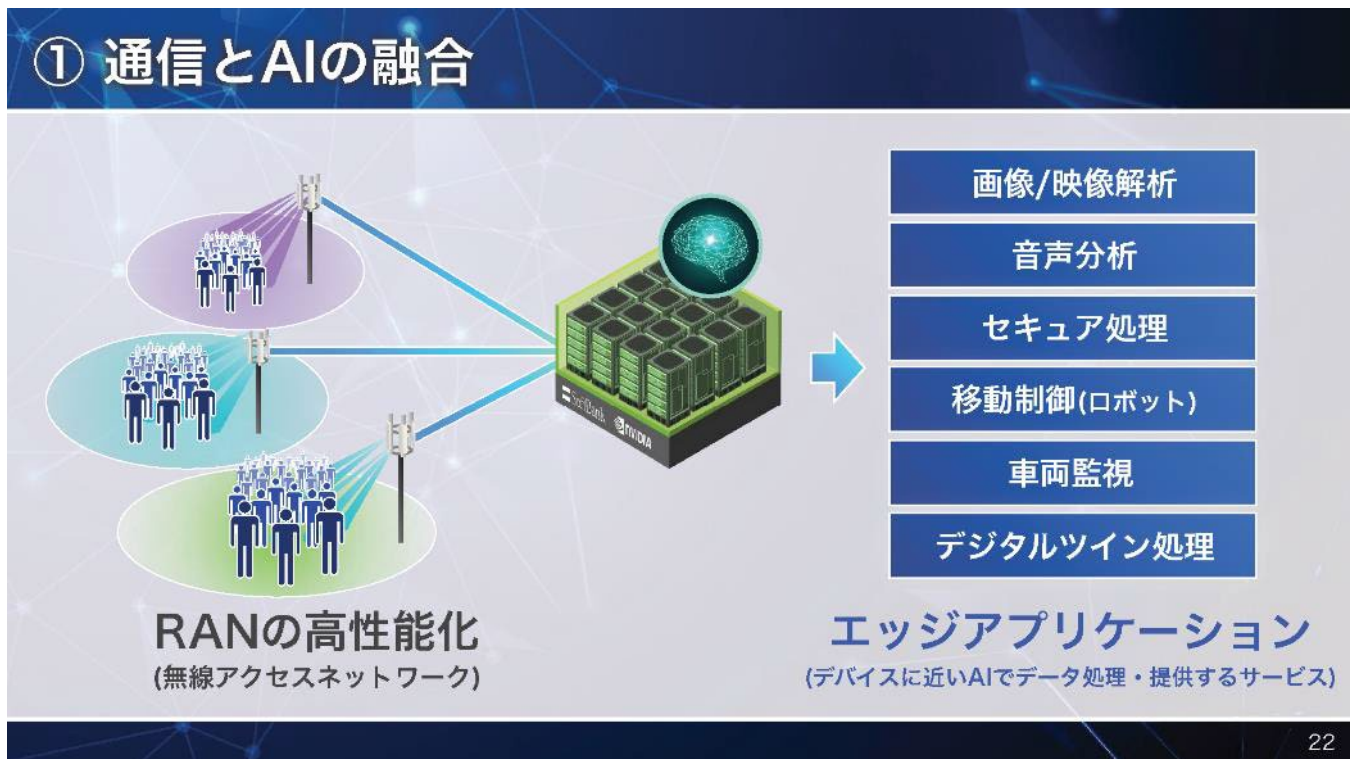 ① 通信とAIの融合
画像/映像解析
音声分析
セキュア処理
移動制御(ロボット)
車両監視
デジタルツイン処理
SoftBank
NVIDIA
RANの高性能化
(無線アクセスネットワーク)
エッジアプリケーション
(デバイスに近いAIでデータ処理・提供するサービス)
22